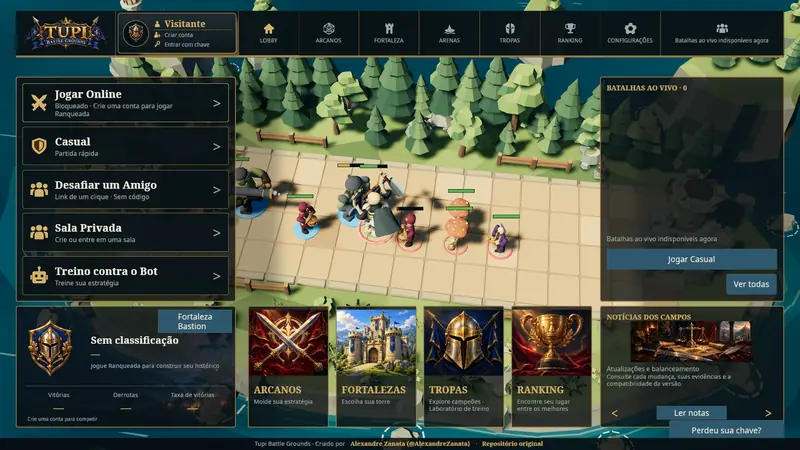 TUPI
BATTLE GROUNDS
Visitante
Criar conta
Entrar com chave
LOBBY
ARCANOS
FORTALEZA
ARENAS
TROPAS
RANKING
CONFIGURAÇÕES
Batalhas ao vivo indisponíveis agora
Jogar Online
Bloqueado · Crie uma conta para jogar
Ranqueada
Casual
Partida rápida
Desafiar um Amigo
Link de um clique · Sem código
Sala Privada
Crie ou entre em uma sala
Treino contra o Bot
Treine sua estratégia
BATALHAS AO VIVO · 0
Batalhas ao vivo indisponíveis agora
Jogar Casual
Ver todas
Fortaleza
Bastion
Sem classificação
—
Jogue Ranqueada para construir seu histórico
Vitórias
Derrotas
Taxa de vitórias
—
—
—
Crie uma conta para competir
ARCANOS
Molde sua estratégia
FORTALEZAS
Escolha sua torre
TROPAS
Explore campeões ·
Laboratório de treino
RANKING
Encontre seu lugar
entre os melhores
NOTÍCIAS DOS CAMPOS
Atualizações e balanceamento
Consulte cada mudança, suas evidências e a
compatibilidade da versão.
<
Ler notas
>
Perdeu sua chave?
Tupi Battle Grounds · Criado por Alexandre Zanata (@AlexandreZanata) · Repositório original